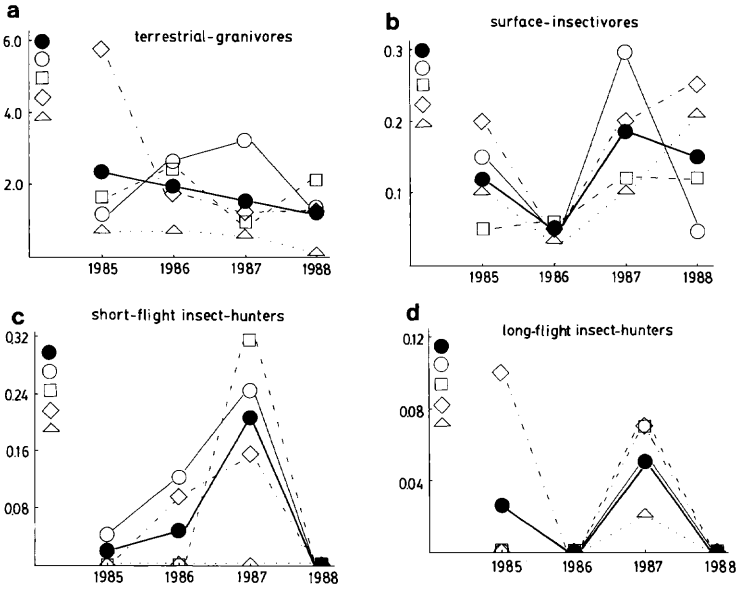 a
terrestrial-granivores
6.0
4.0
2.0
1985 1986 1987 1988
b
surface-insectivores
0.3
0.2
0.1
1985 1986 1987 1988
c
short-flight insect-hunters
0.32
0.24
0.16
0.08
1985 1986 1987 1988
d
long-flight insect-hunters
0.12
0.08
0.04
1985 1986 1987 1988